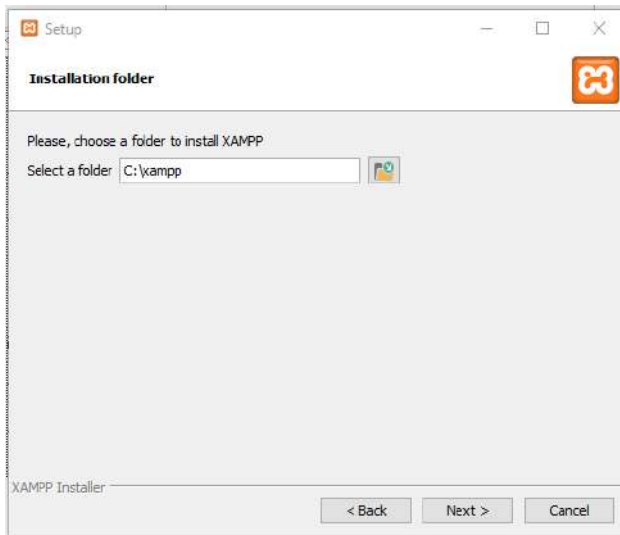 Setup
Installation folder
Please, choose a folder to install XAMPP
Select a folder C:\xampp
XAMPP Installer
< Back Next > Cancel